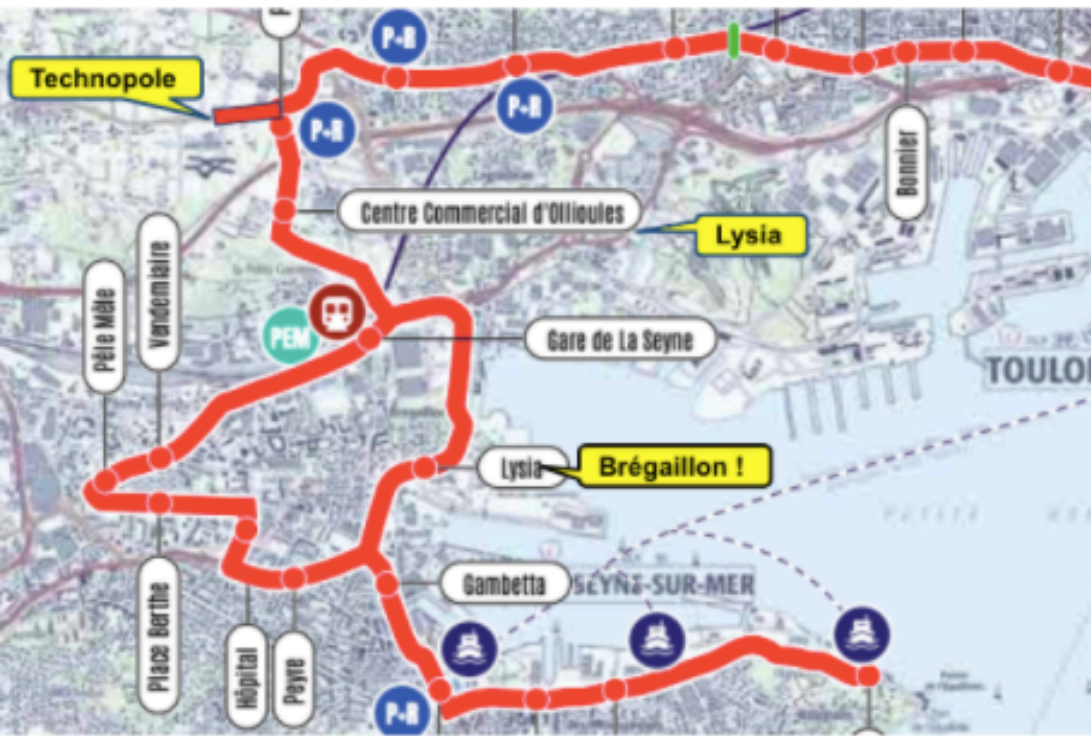 P+R
Technopole
P+R
P+R
Bonnier
Centre Commercial d'Ollioules
Lysia
Vendemiaire
Pêle Mêle
PEM
Gare de La Seyne
TOULO
Lysia
Brégaillon !
Gambetta
SEYNE-SUR-MER
Place Berthe
Hôpital
Peyre
P+R